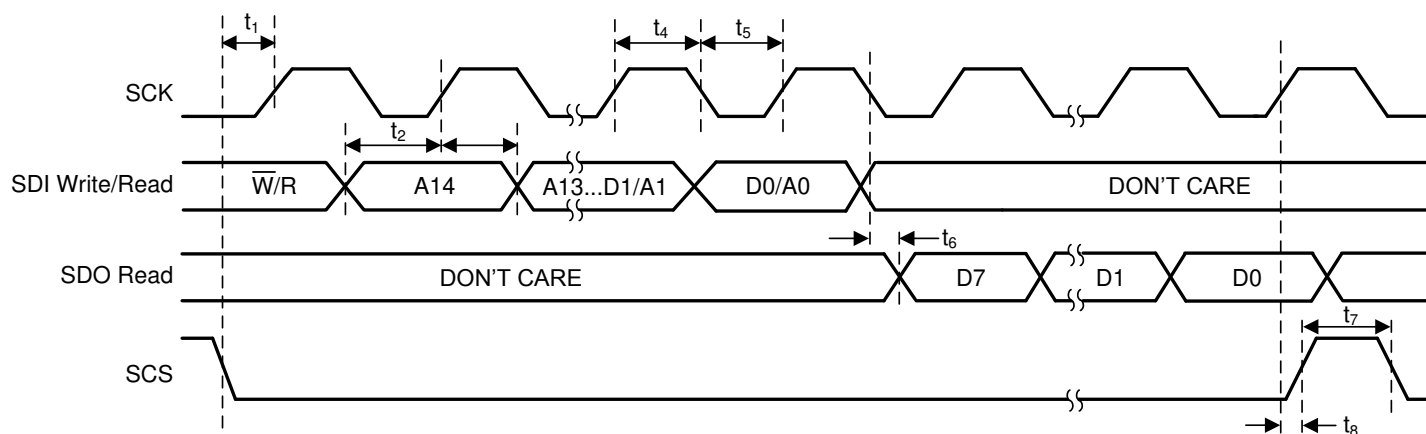 t1 t4 t5
SCK
t2
SDI Write/Read W̅/R A14 A13...D1/A1 D0/A0 DON'T CARE
t6
SDO Read DON'T CARE D7 D1 D0
t7
SCS
t8